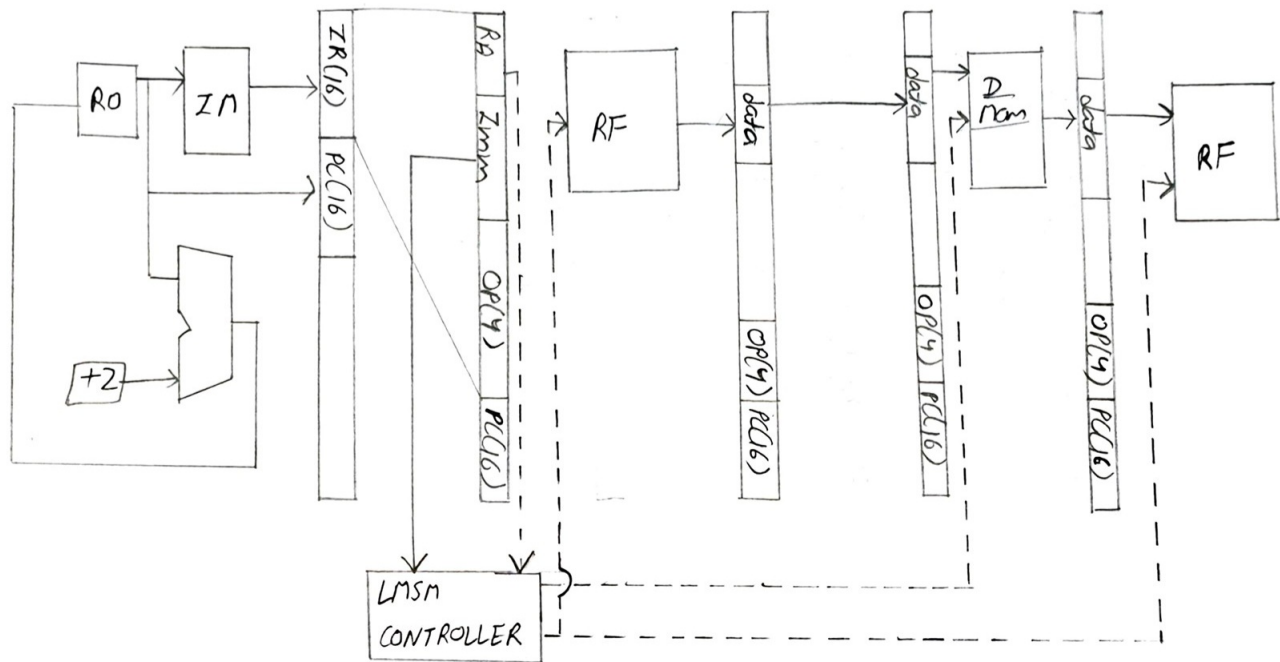 R0
IM
IR(16)
PC(16)
+2
RA
Imm
OP(4)
PC(16)
RF
data
OP(4)
PC(16)
data
OP(4)
PC(16)
D
Mem
data
OP(4)
PC(16)
RF
LMSM
CONTROLLER